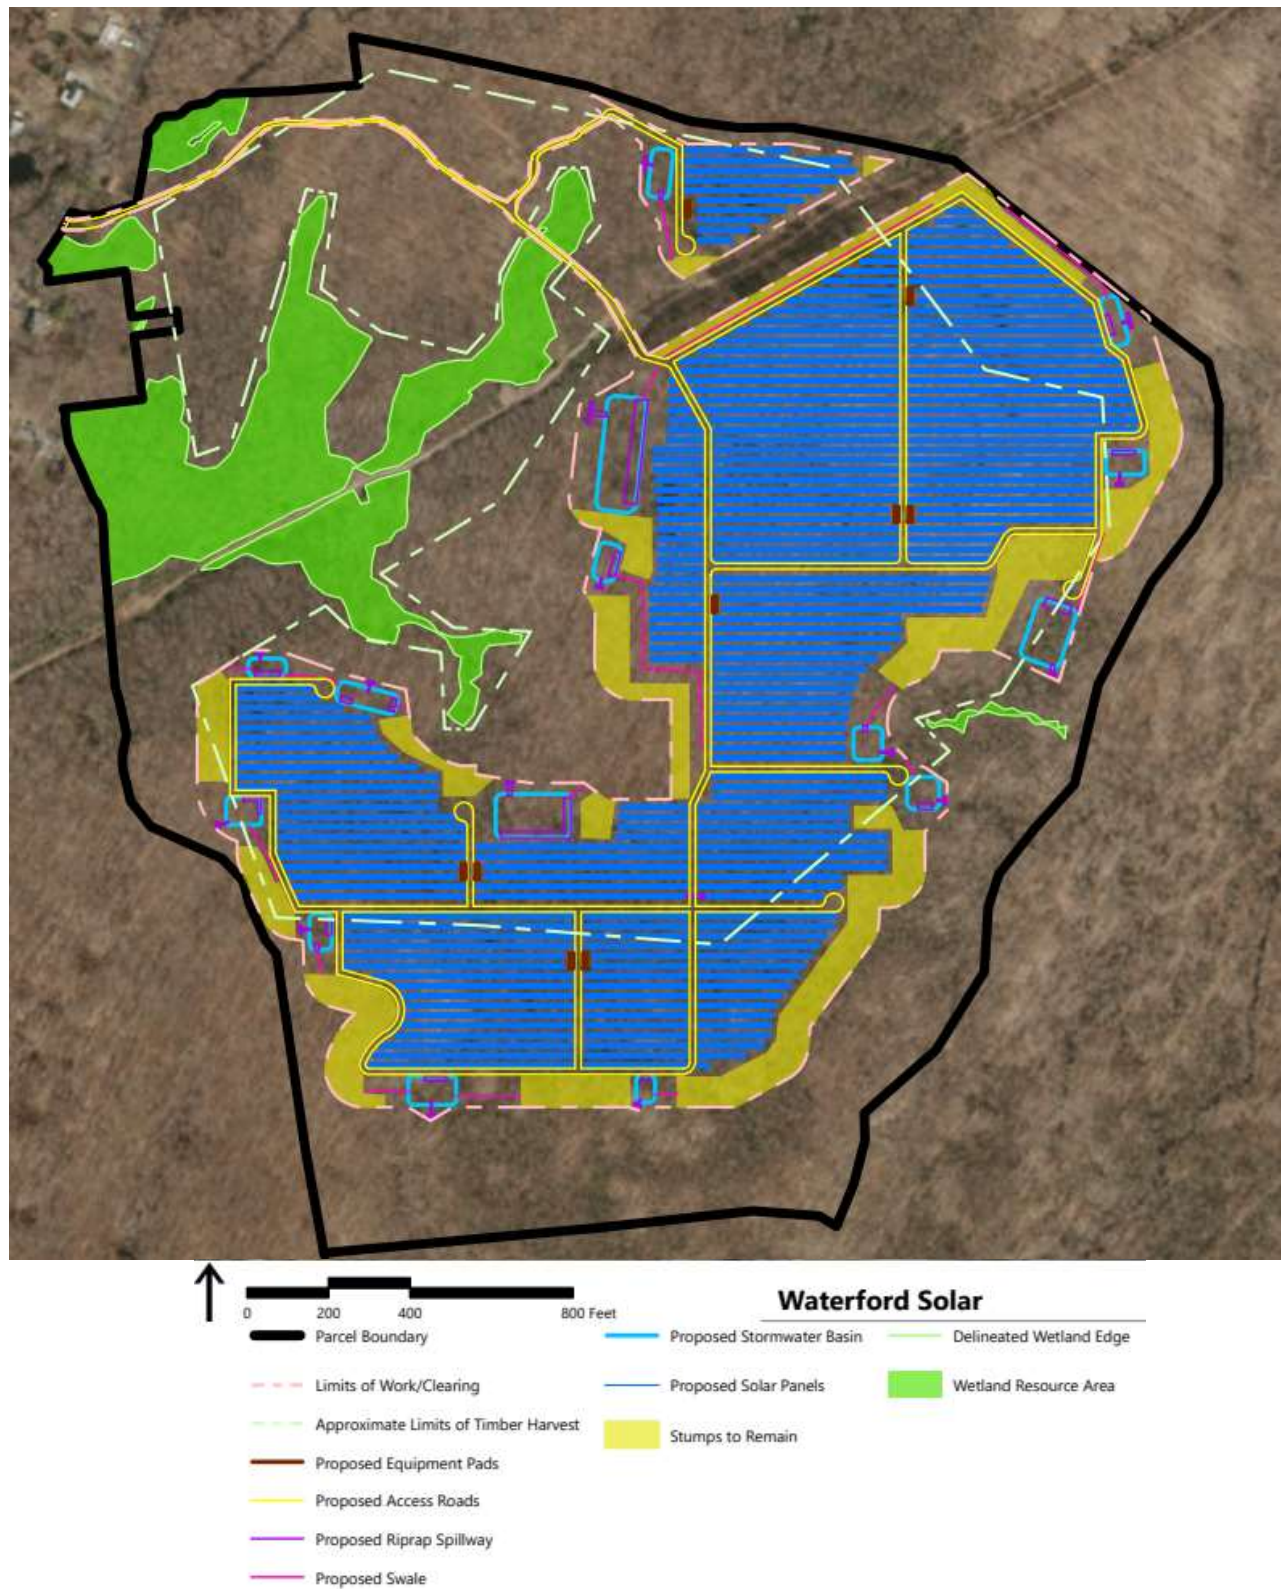 0 200 400 800 Feet
Waterford Solar
Parcel Boundary
Proposed Stormwater Basin
Delineated Wetland Edge
Limits of Work/Clearing
Proposed Solar Panels
Wetland Resource Area
Approximate Limits of Timber Harvest
Stumps to Remain
Proposed Equipment Pads
Proposed Access Roads
Proposed Riprap Spillway
Proposed Swale